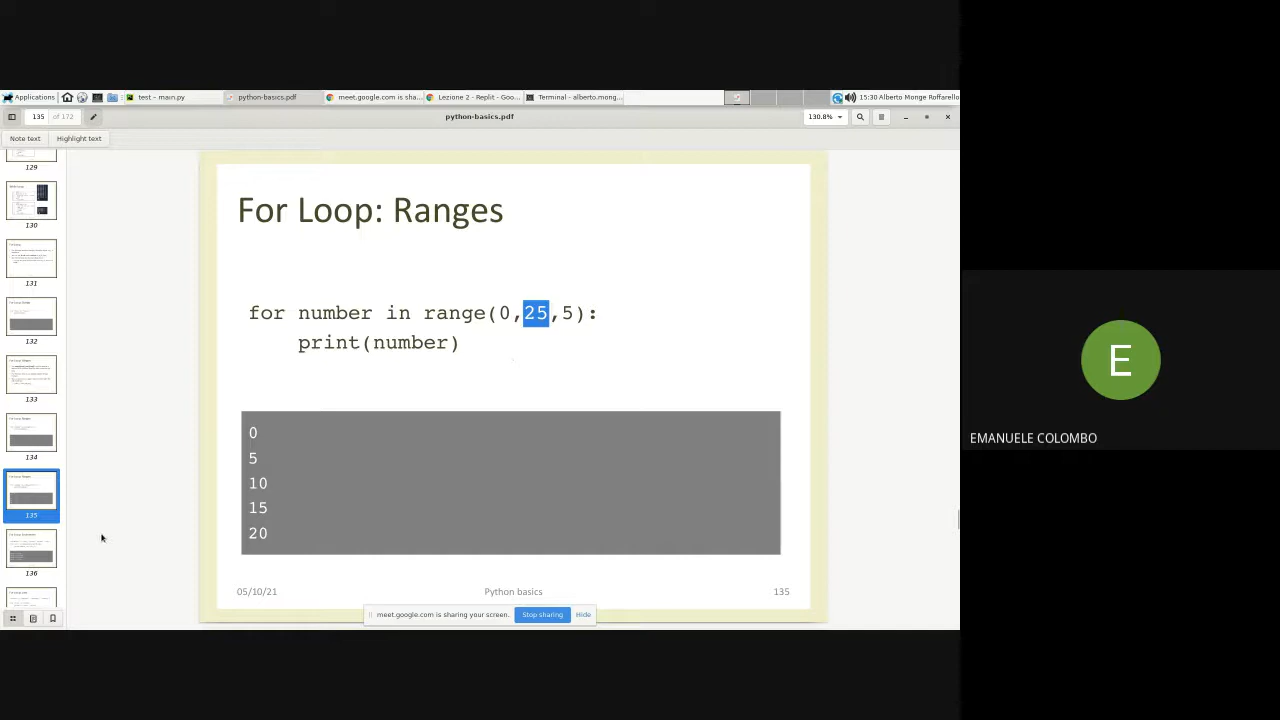 Applications
test - main.py
python-basics.pdf
meet.google.com is sha...
Lezione 2 - Replit - Goo...
Terminal - alberto.mong...
15:30 Alberto Monge Roffarello
135 of 172
python-basics.pdf
130.8%
Note text
Highlight text
129
130
131
132
133
134
135
136
For Loop: Ranges
for number in range(0,25,5):
print(number)
0
5
10
15
20
05/10/21
Python basics
135
meet.google.com is sharing your screen.
Stop sharing
Hide
E
EMANUELE COLOMBO